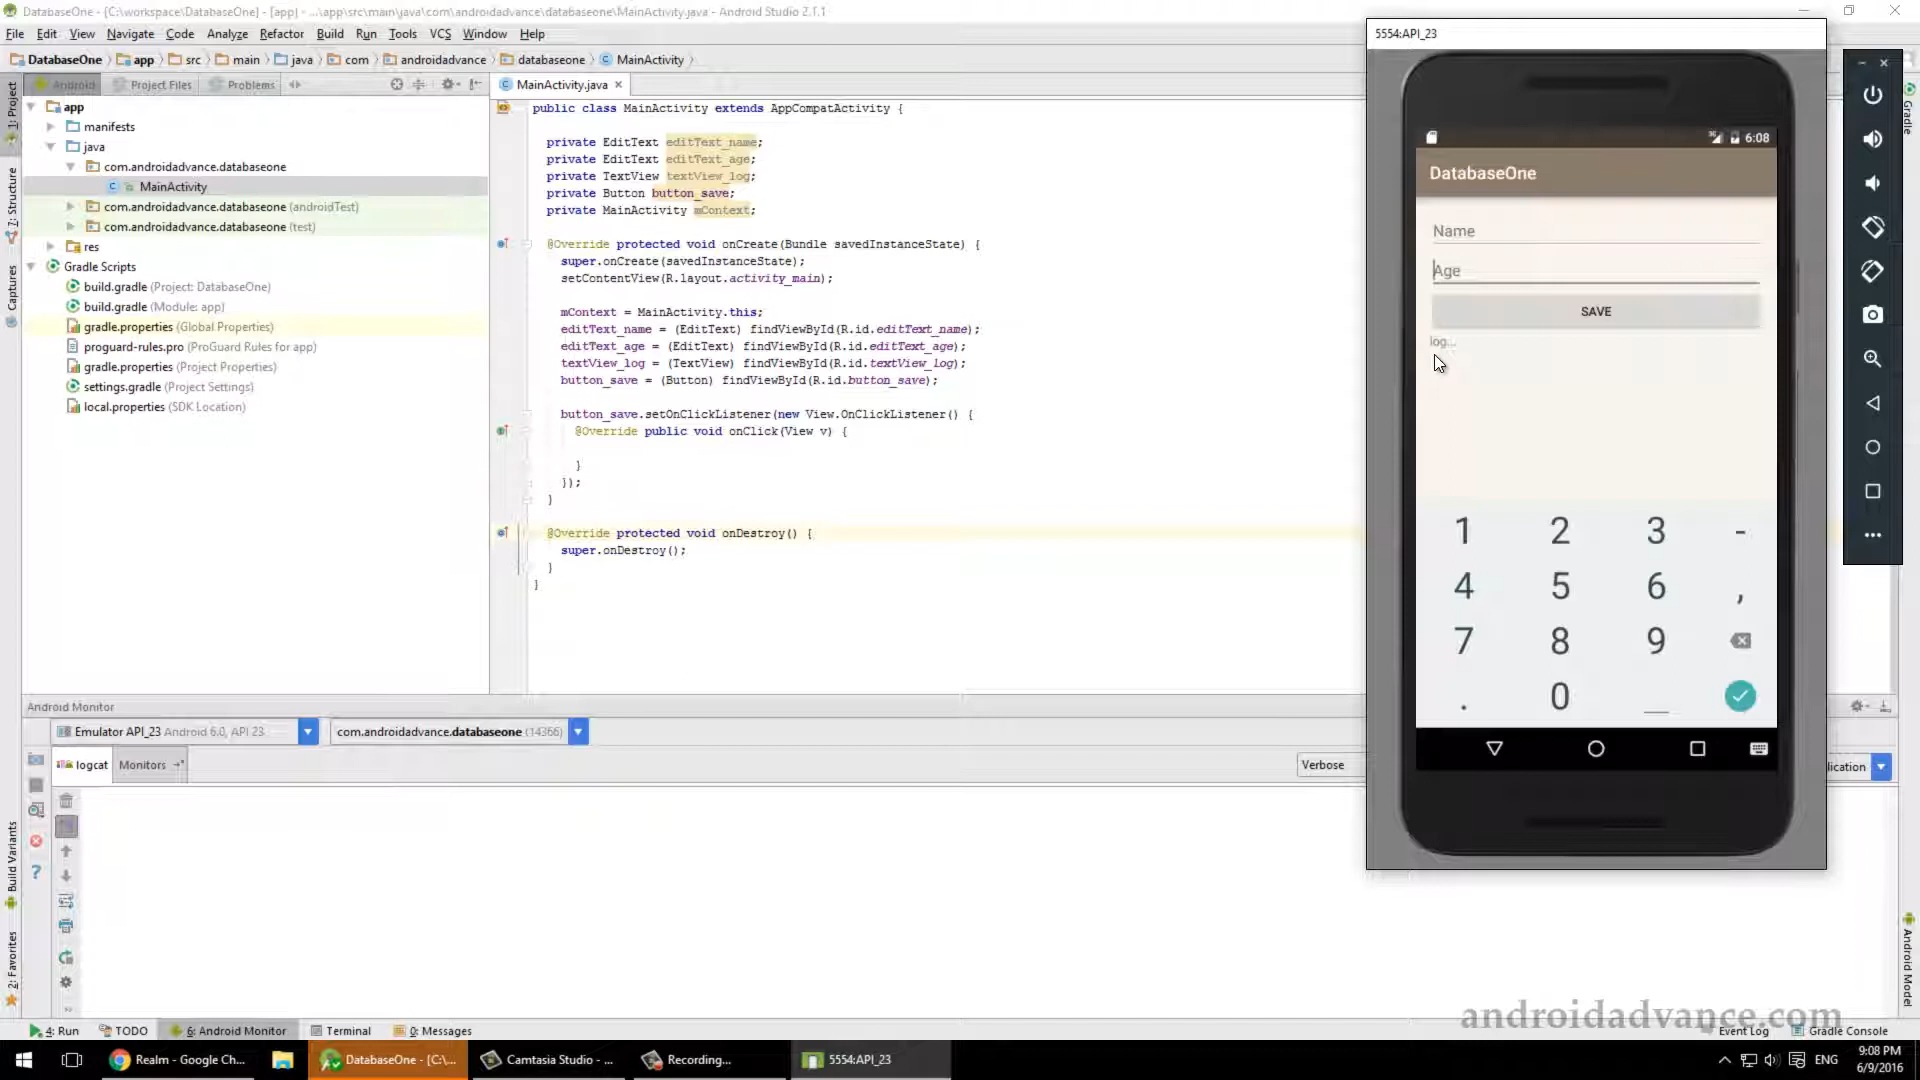 DatabaseOne - [C:\workspace\DatabaseOne] - [app] - ...\app\src\main\java\com\androidadvance\databaseone\MainActivity.java - Android Studio 2.1.1
File Edit View Navigate Code Analyze Refactor Build Run Tools VCS Window Help
DatabaseOne app src main java com androidadvance databaseone MainActivity
Android Project Files Problems
MainActivity.java
1: Project
7: Structure
Captures
Build Variants
2: Favorites
app
manifests
java
com.androidadvance.databaseone
MainActivity
com.androidadvance.databaseone (androidTest)
com.androidadvance.databaseone (test)
res
Gradle Scripts
build.gradle (Project: DatabaseOne)
build.gradle (Module: app)
gradle.properties (Global Properties)
proguard-rules.pro (ProGuard Rules for app)
gradle.properties (Project Properties)
settings.gradle (Project Settings)
local.properties (SDK Location)
public class MainActivity extends AppCompatActivity {
private EditText editText_name;
private EditText editText_age;
private TextView textView_log;
private Button button_save;
private MainActivity mContext;
@Override protected void onCreate(Bundle savedInstanceState) {
super.onCreate(savedInstanceState);
setContentView(R.layout.activity_main);
mContext = MainActivity.this;
editText_name = (EditText) findViewById(R.id.editText_name);
editText_age = (EditText) findViewById(R.id.editText_age);
textView_log = (TextView) findViewById(R.id.textView_log);
button_save = (Button) findViewById(R.id.button_save);
button_save.setOnClickListener(new View.OnClickListener() {
@Override public void onClick(View v) {
}
});
}
@Override protected void onDestroy() {
super.onDestroy();
}
}
5554:API_23
6:08
DatabaseOne
Name
Age
SAVE
log...
1 2 3 -
4 5 6 ,
7 8 9
. 0 _
Gradle
Android Model
Android Monitor
Emulator API_23 Android 6.0, API 23
com.androidadvance.databaseone (14366)
logcat Monitors
Verbose
lication
androidadvance.com
4: Run TODO 6: Android Monitor Terminal 0: Messages
Event Log Gradle Console
Realm - Google Ch...
DatabaseOne - [C:\...
Camtasia Studio - ...
Recording...
5554:API_23
ENG
9:08 PM
6/9/2016